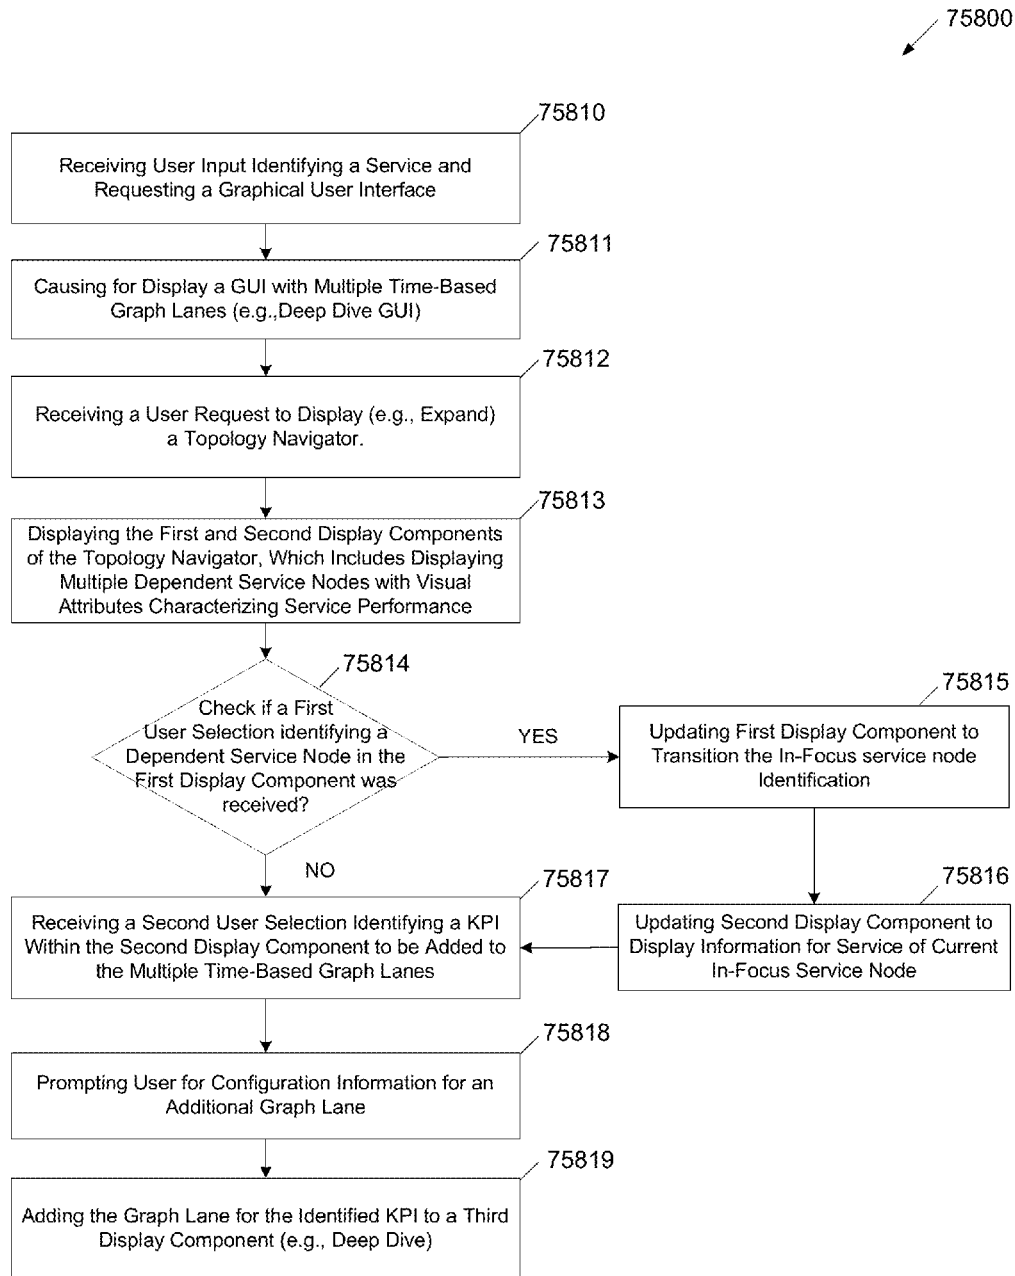 75800
75810
Receiving User Input Identifying a Service and
Requesting a Graphical User Interface
75811
Causing for Display a GUI with Multiple Time-Based
Graph Lanes (e.g.,Deep Dive GUI)
75812
Receiving a User Request to Display (e.g., Expand)
a Topology Navigator.
75813
Displaying the First and Second Display Components
of the Topology Navigator, Which Includes Displaying
Multiple Dependent Service Nodes with Visual
Attributes Characterizing Service Performance
75814
Check if a First
User Selection identifying a
Dependent Service Node in the
First Display Component was
received?
YES
75815
Updating First Display Component to
Transition the In-Focus service node
Identification
NO
75816
Updating Second Display Component to
Display Information for Service of Current
In-Focus Service Node
75817
Receiving a Second User Selection Identifying a KPI
Within the Second Display Component to be Added to
the Multiple Time-Based Graph Lanes
75818
Prompting User for Configuration Information for an
Additional Graph Lane
75819
Adding the Graph Lane for the Identified KPI to a Third
Display Component (e.g., Deep Dive)